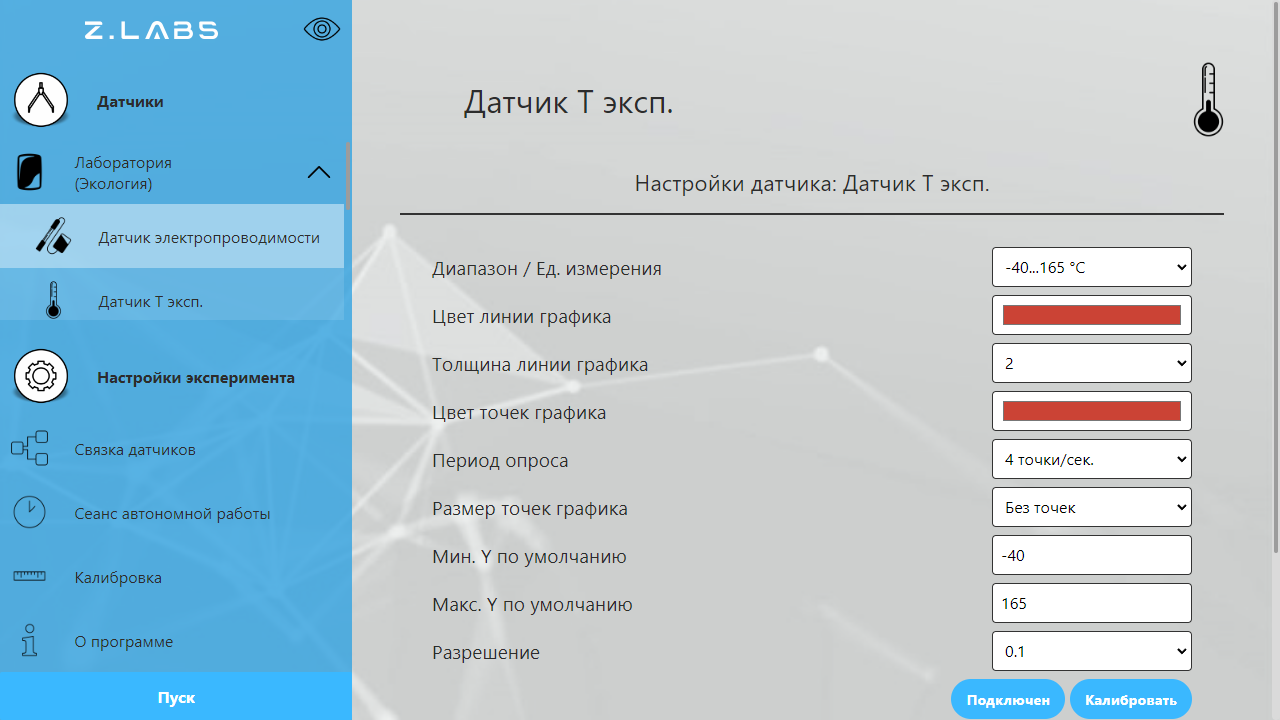 Z.LABS
Датчики
Лаборатория
(Экология)
Датчик электропроводимости
Датчик Т эксп.
Настройки эксперимента
Связка датчиков
Сеанс автономной работы
Калибровка
О программе
Пуск
Датчик Т эксп.
Настройки датчика: Датчик Т эксп.
Диапазон / Ед. измерения
-40...165 °C
Цвет линии графика
Толщина линии графика
2
Цвет точек графика
Период опроса
4 точки/сек.
Размер точек графика
Без точек
Мин. Y по умолчанию
-40
Макс. Y по умолчанию
165
Разрешение
0.1
Подключен
Калибровать